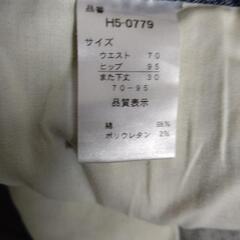 品番
H5-0779
サイズ
ウエスト 70
ヒップ 95
また下丈 30
70-95
品質表示
綿 98%
ポリウレタン 2%